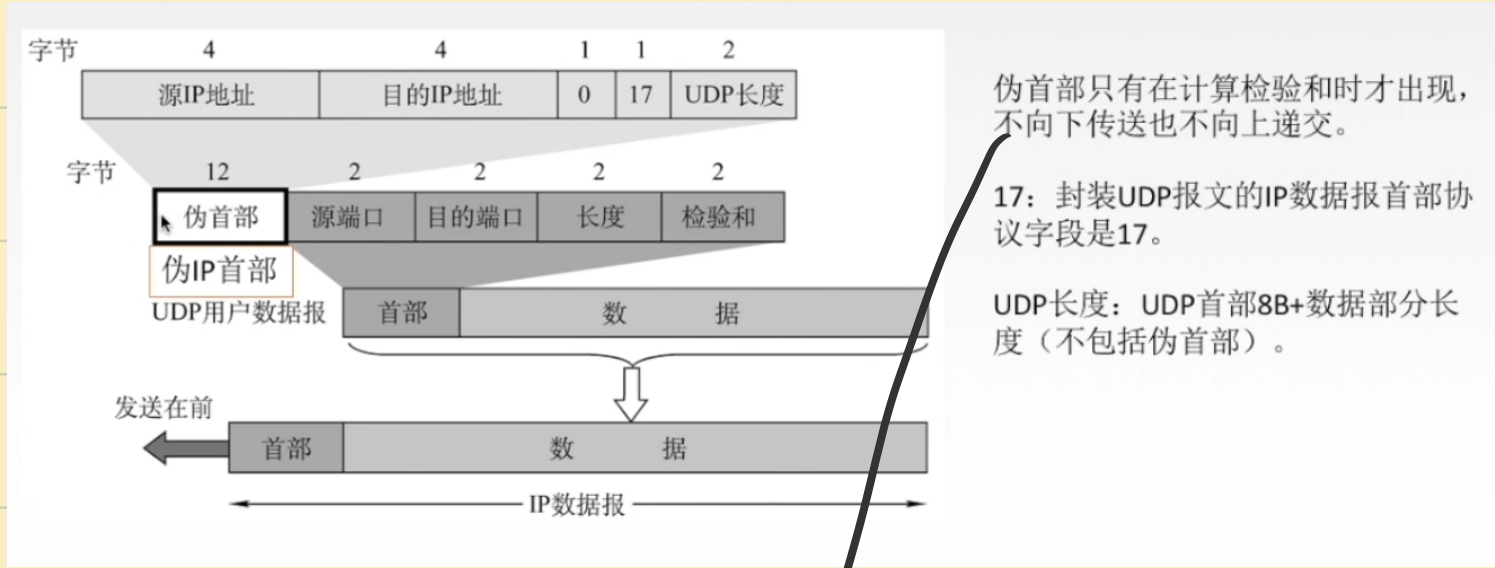 字节 4 4 1 1 2
源IP地址 目的IP地址 0 17 UDP长度
字节 12 2 2 2 2
伪首部 源端口 目的端口 长度 检验和
伪IP首部
UDP用户数据报 首部 数 据
发送在前
首部 数 据
IP数据报
伪首部只有在计算检验和时才出现，
不向下传送也不向上递交。
17：封装UDP报文的IP数据报首部协
议字段是17。
UDP长度：UDP首部8B+数据部分长
度（不包括伪首部）。